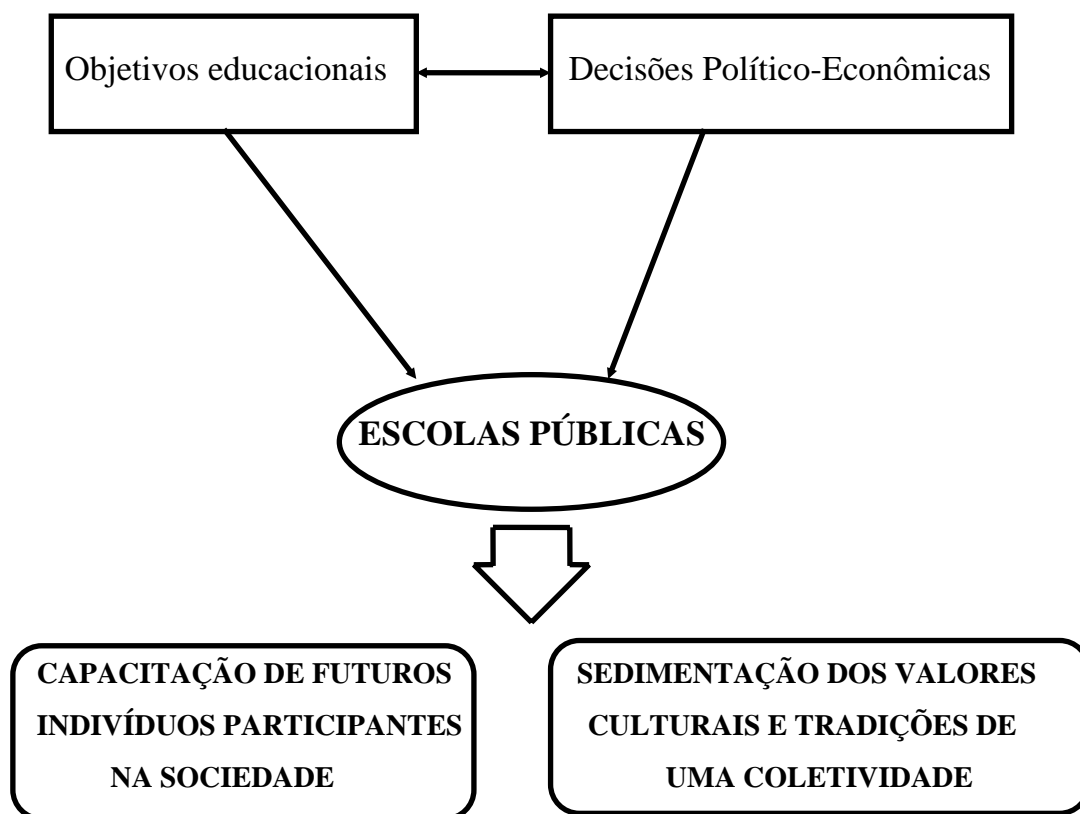 Objetivos educacionais
Decisões Político-Econômicas
ESCOLAS PÚBLICAS
CAPACITAÇÃO DE FUTUROS
INDIVÍDUOS PARTICIPANTES
NA SOCIEDADE
SEDIMENTAÇÃO DOS VALORES
CULTURAIS E TRADIÇÕES DE
UMA COLETIVIDADE